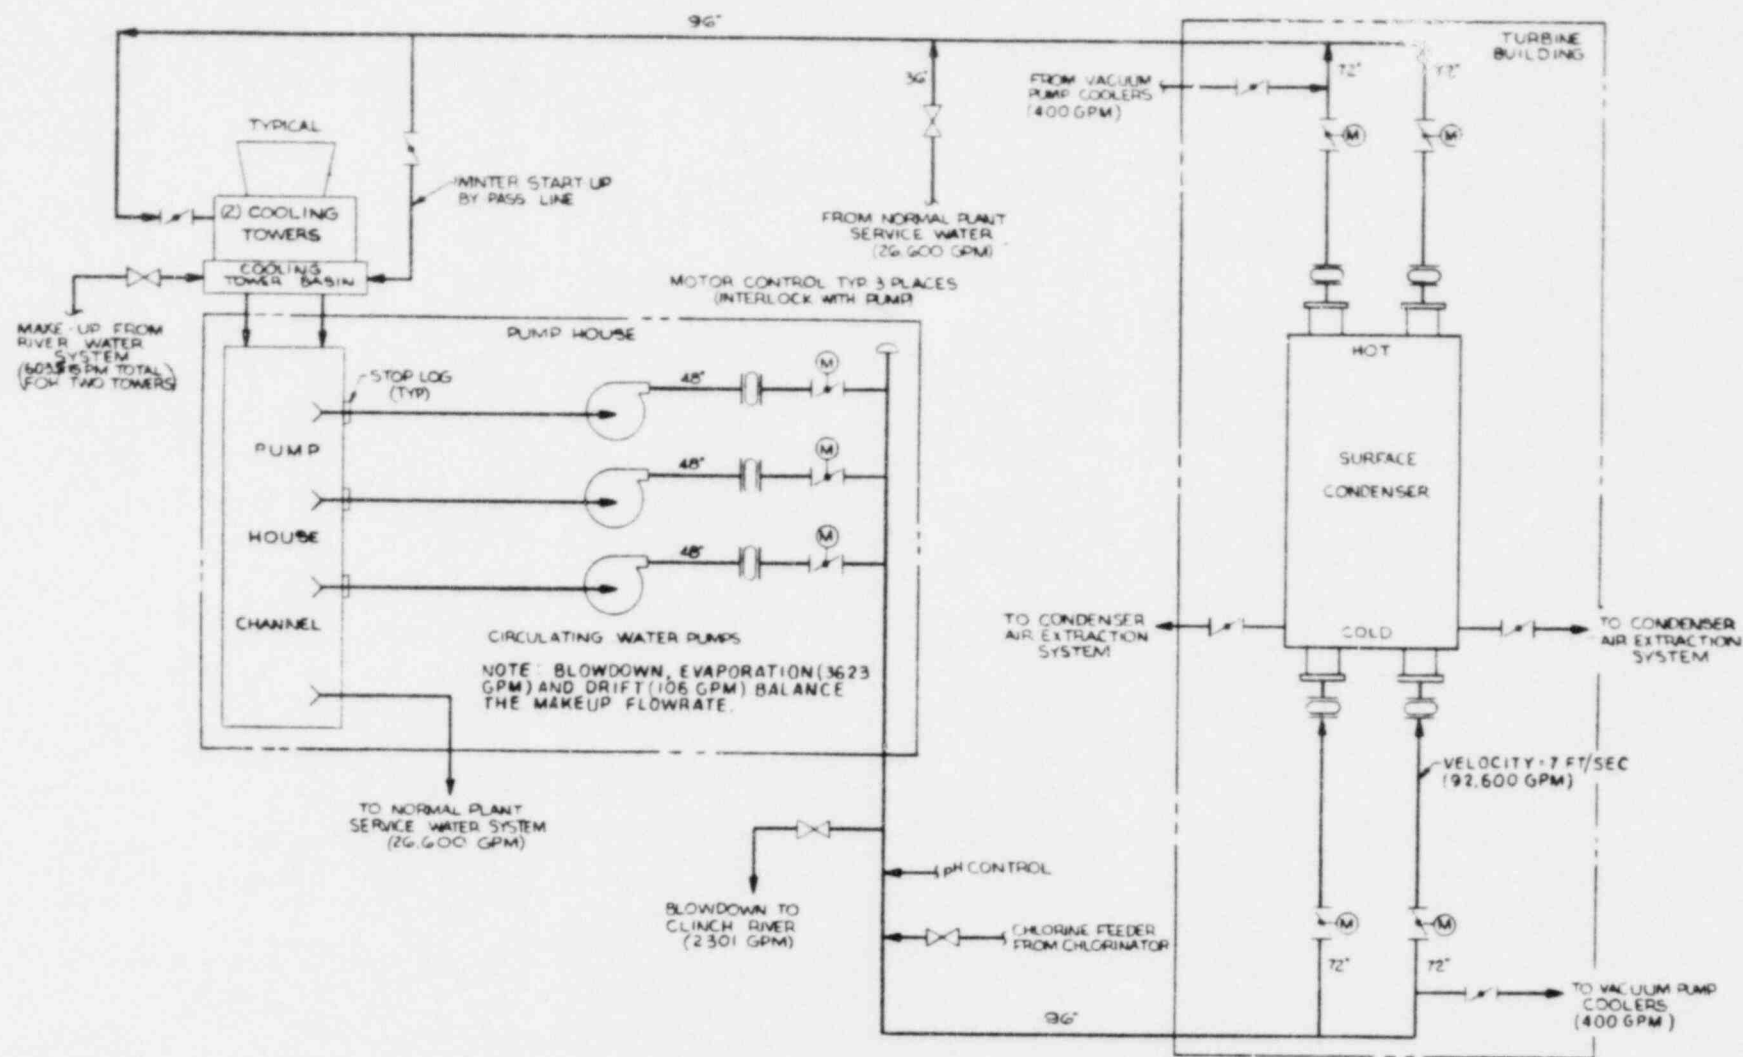 96"
TURBINE
BUILDING
72"
72"
36"
FROM VACUUM
PUMP COOLERS
(400 GPM)
M
M
TYPICAL
WINTER START-UP
BY PASS LINE
(2) COOLING
TOWERS
COOLING
TOWER BASIN
FROM NORMAL PLANT
SERVICE WATER
(26,600 GPM)
MOTOR CONTROL TYP 3 PLACES
(INTERLOCK WITH PUMP)
MAKE-UP FROM
RIVER WATER
SYSTEM
GPM TOTAL)
(FOR TWO TOWERS)
PUMP HOUSE
STOP LOG
(TYP)
48"
M
48"
M
48"
M
PUMP
HOUSE
CHANNEL
HOT
SURFACE
CONDENSER
COLD
TO CONDENSER
AIR EXTRACTION
SYSTEM
TO CONDENSER
AIR EXTRACTION
SYSTEM
CIRCULATING WATER PUMPS
NOTE: BLOWDOWN, EVAPORATION (3623
GPM) AND DRIFT (106 GPM) BALANCE
THE MAKEUP FLOWRATE.
VELOCITY=7 FT/SEC
(92,600 GPM)
TO NORMAL PLANT
SERVICE WATER SYSTEM
(26,600 GPM)
pH CONTROL
BLOWDOWN TO
CLINCH RIVER
(2301 GPM)
CHLORINE FEEDER
FROM CHLORINATOR
M
M
72"
72"
TO VACUUM PUMP
COOLERS
(400 GPM)
96"